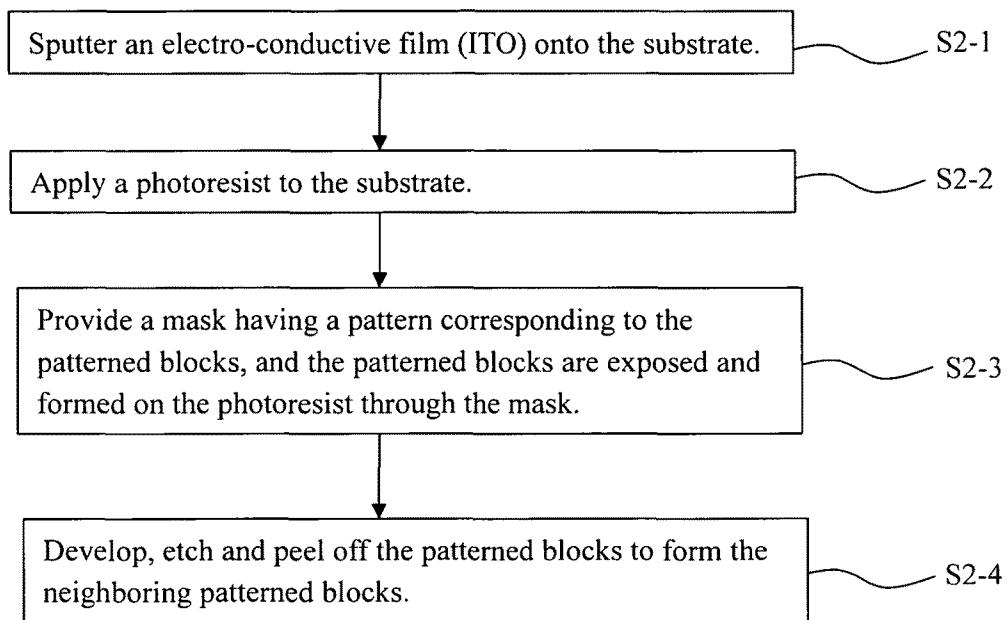 Sputter an electro-conductive film (ITO) onto the substrate.
S2-1
Apply a photoresist to the substrate.
S2-2
Provide a mask having a pattern corresponding to the
patterned blocks, and the patterned blocks are exposed and
formed on the photoresist through the mask.
S2-3
Develop, etch and peel off the patterned blocks to form the
neighboring patterned blocks.
S2-4